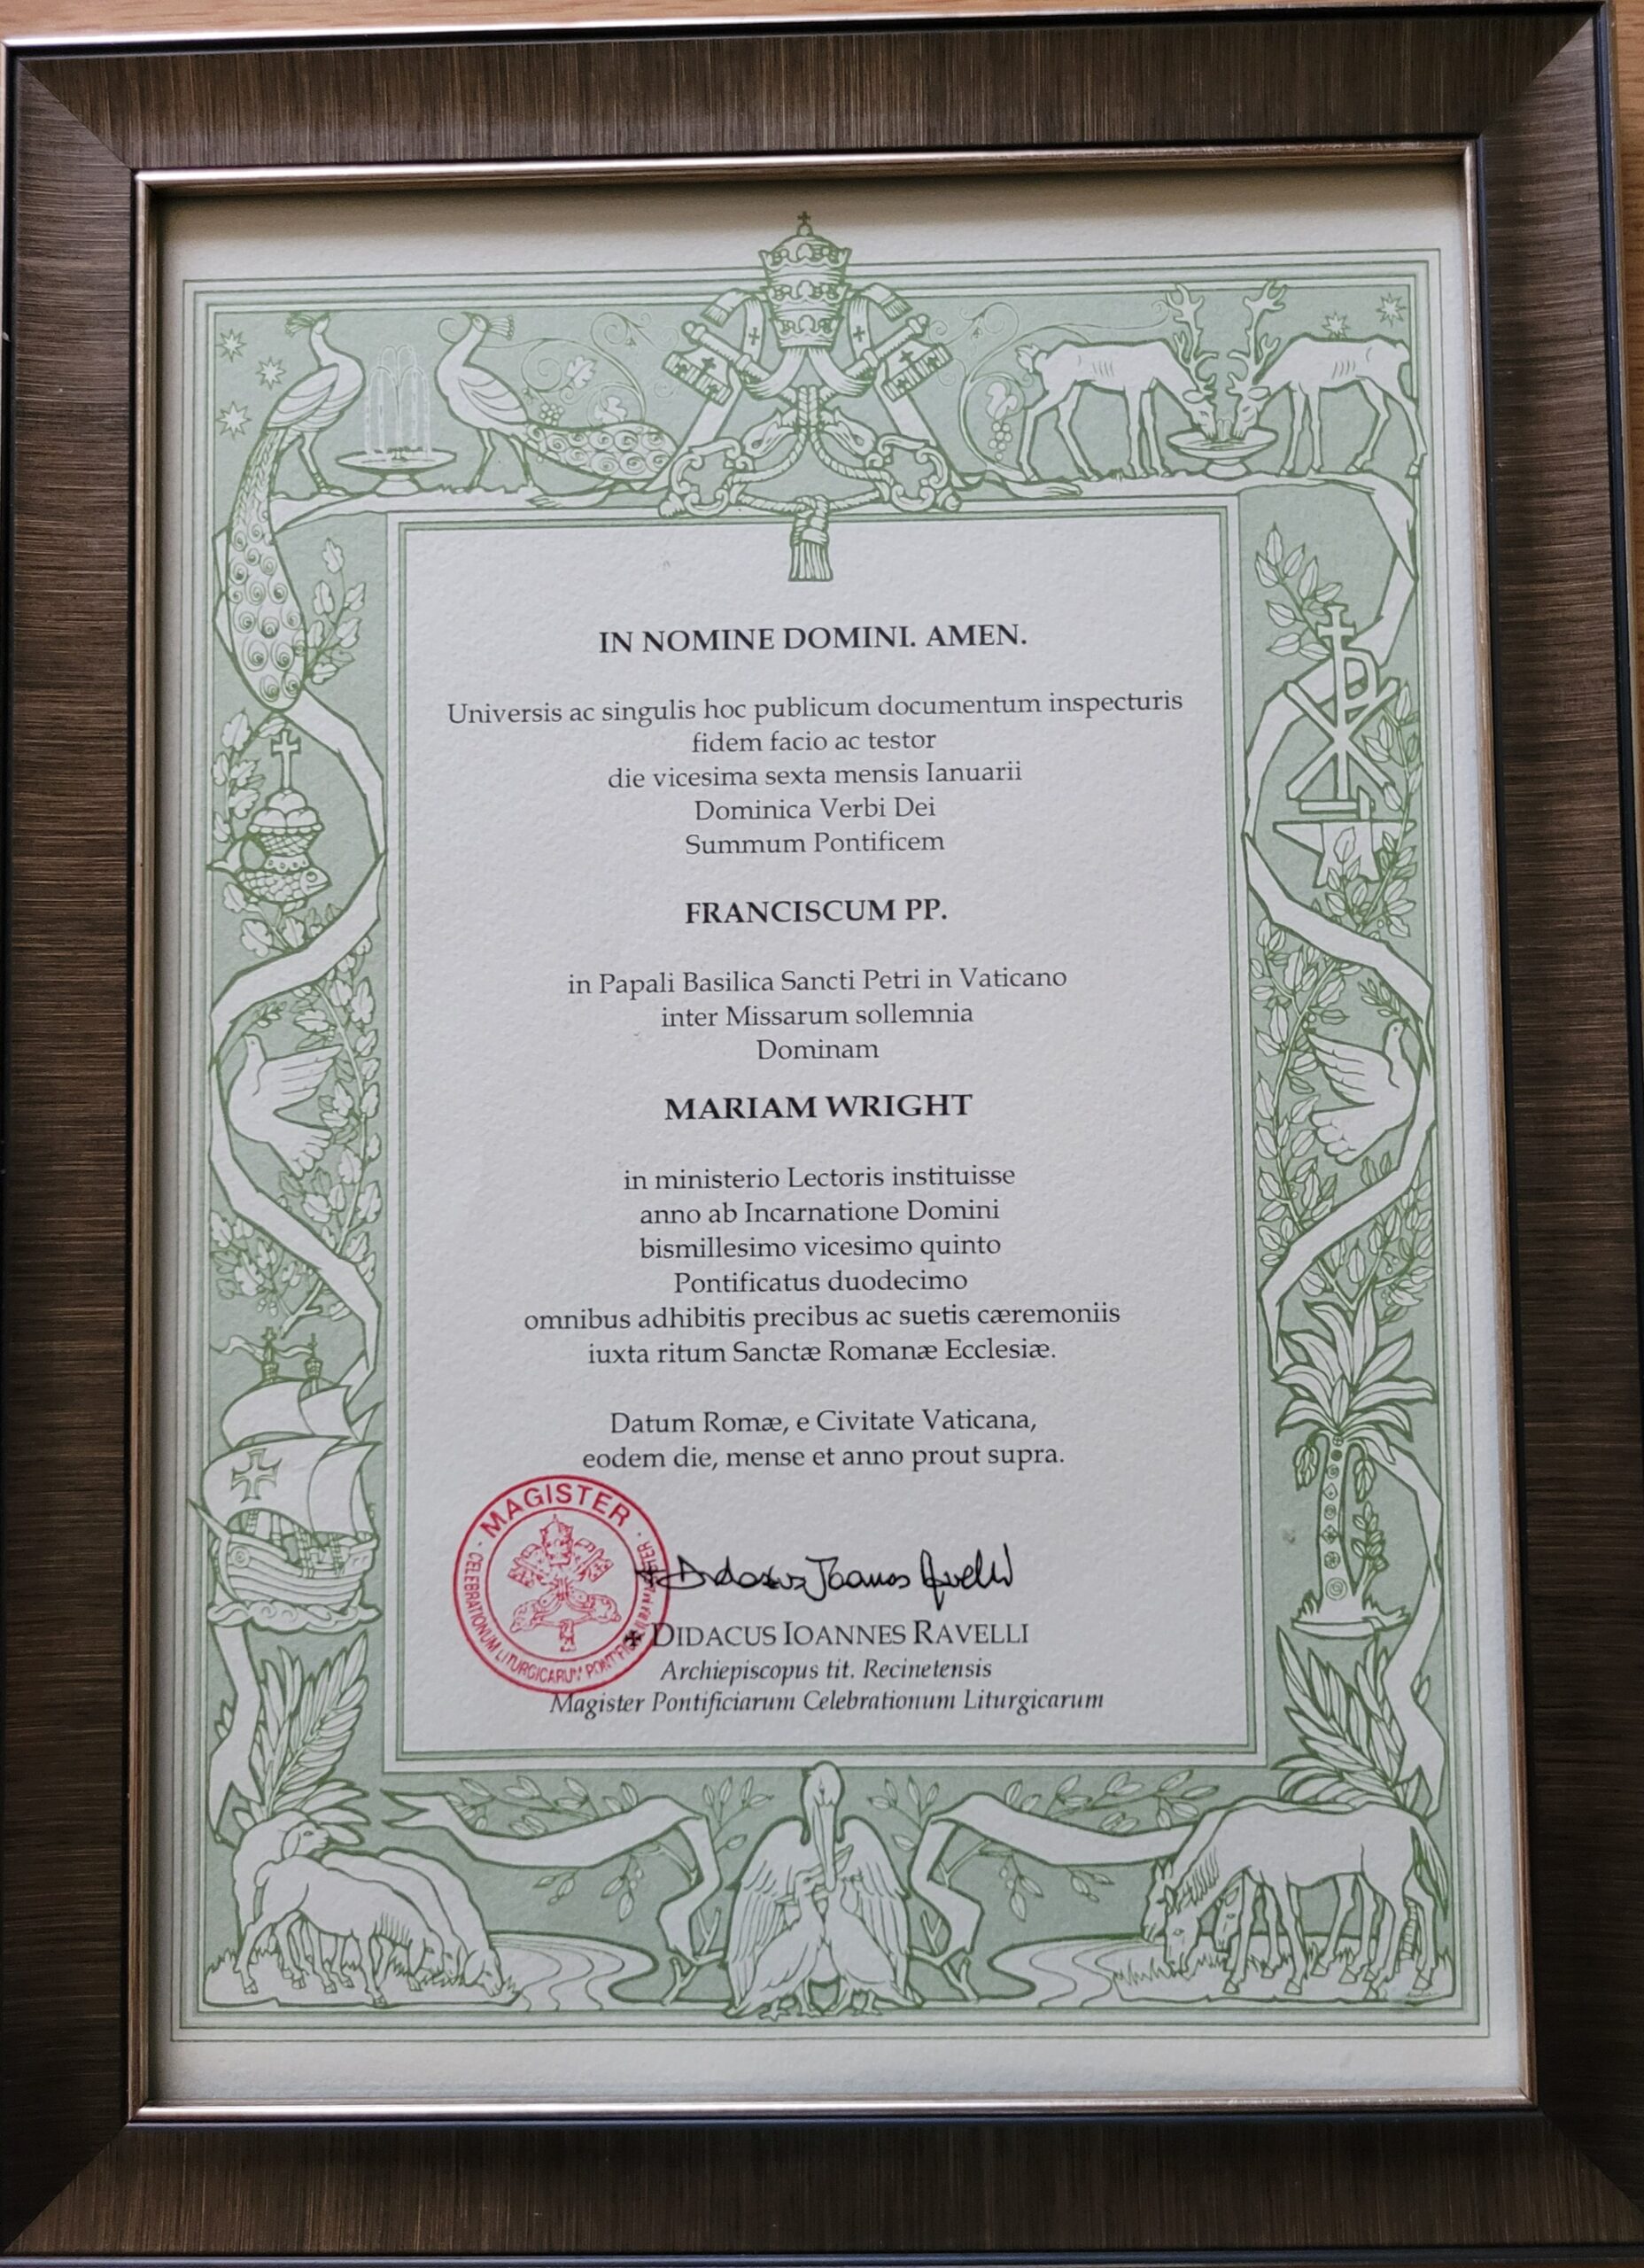 IN NOMINE DOMINI. AMEN.
Universis ac singulis hoc publicum documentum inspecturis
fidem facio ac testor
die vicesima sexta mensis Ianuarii
Dominica Verbi Dei
Summum Pontificem
FRANCISCUM PP.
in Papali Basilica Sancti Petri in Vaticano
inter Missarum sollemnia
Dominam
MARIAM WRIGHT
in ministerio Lectoris instituisse
anno ab Incarnatione Domini
bismillesimo vicesimo quinto
Pontificatus duodecimo
omnibus adhibitis precibus ac suetis cæremoniis
iuxta ritum Sanctæ Romanæ Ecclesiæ.
Datum Romæ, e Civitate Vaticana,
eodem die, mense et anno prout supra.
MAGISTER
CELEBRATIONUM LITURGICARUM
✠ Didacus Joannes Ravelli
✠ DIDACUS IOANNES RAVELLI
Archiepiscopus tit. Recinetensis
Magister Pontificiarum Celebrationum Liturgicarum